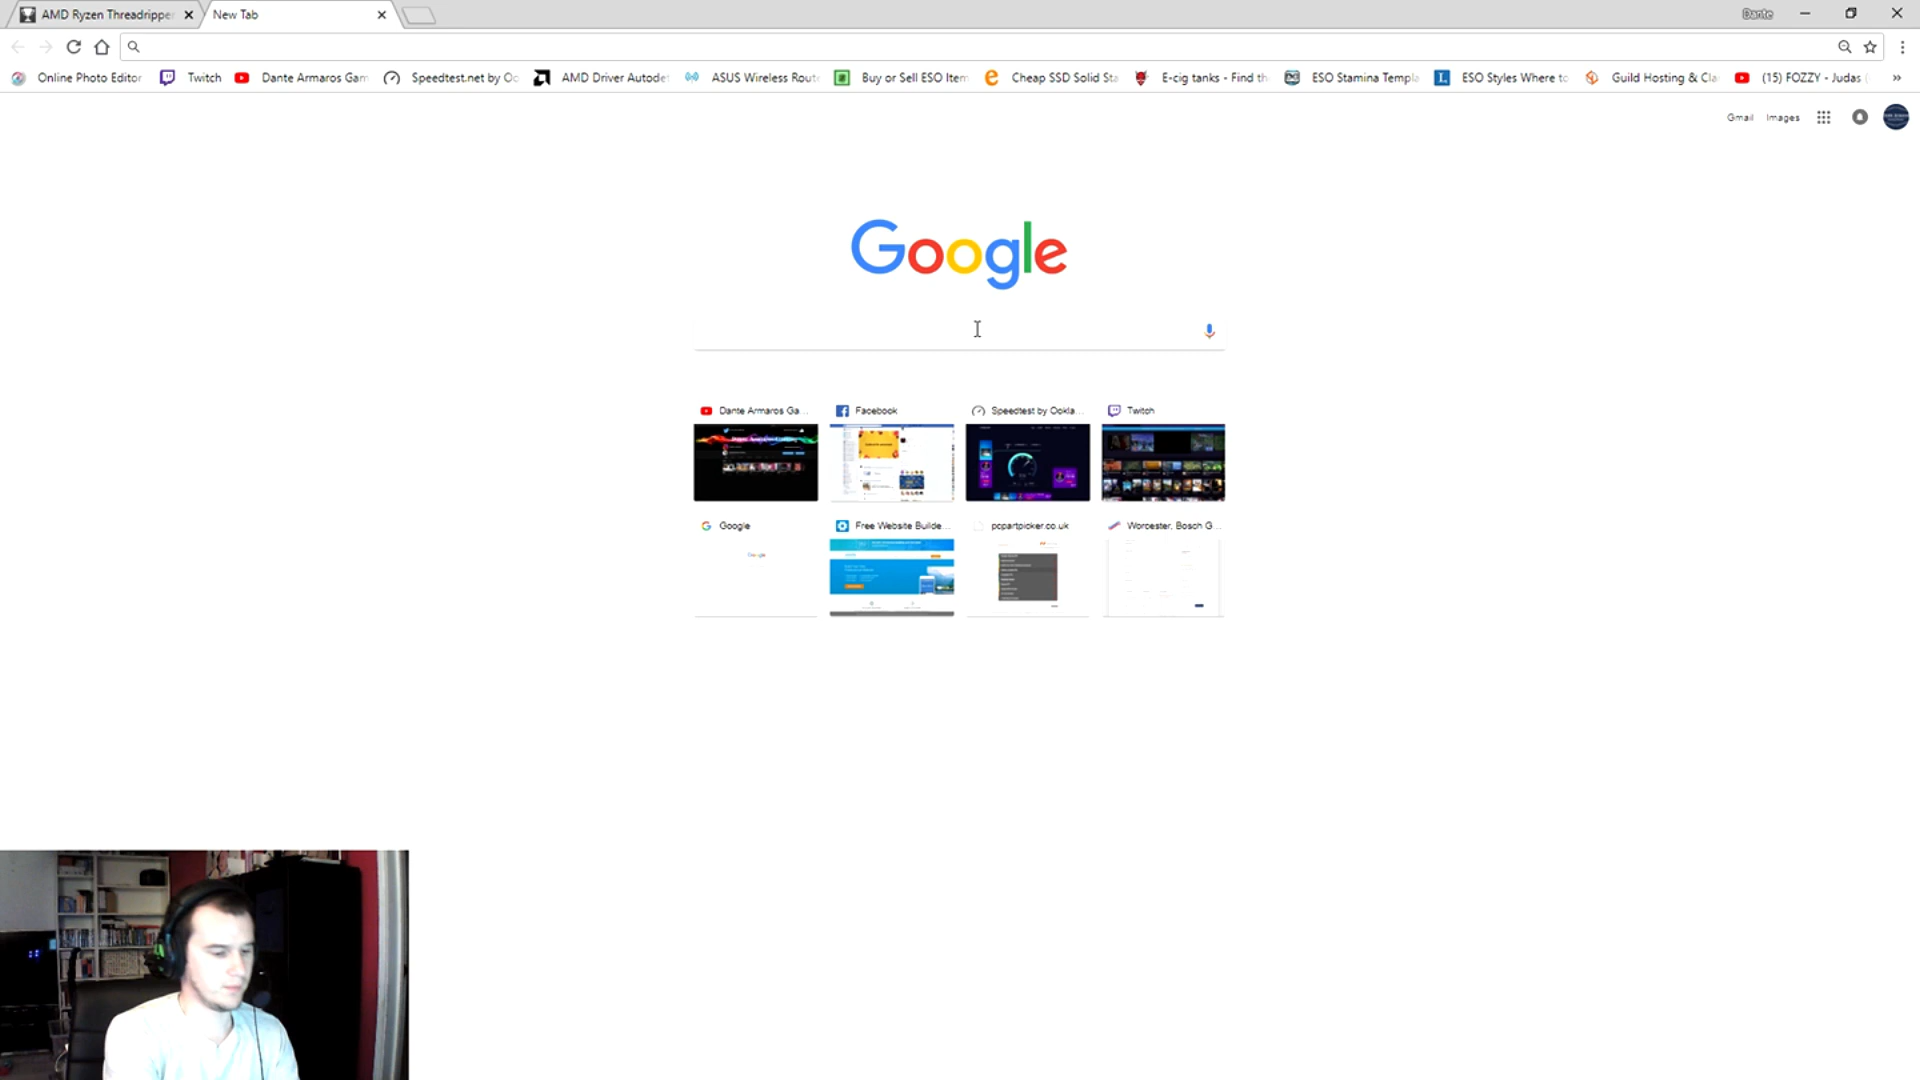 AMD Ryzen Threadripper
New Tab
Dante
Online Photo Editor
Twitch
Dante Armaros Gam
Speedtest.net by Oo
AMD Driver Autodet
ASUS Wireless Rout
Buy or Sell ESO Item
Cheap SSD Solid Sta
E-cig tanks - Find th
ESO Stamina Templa
ESO Styles Where to
Guild Hosting & Cla
(15) FOZZY - Judas (
»
Gmail
Images
Google
Dante Armaros Ga...
Facebook
Speedtest by Ookla...
Twitch
Google
Free Website Builde...
pcpartpicker.co.uk
Worcester, Bosch G...